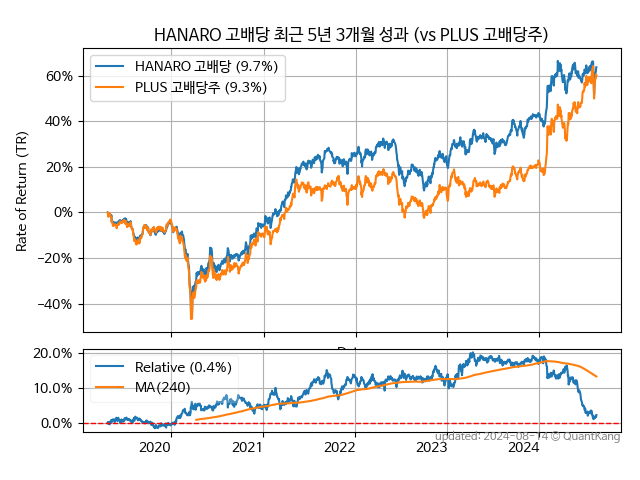 HANARO 고배당 최근 5년 3개월 성과 (vs PLUS 고배당주)
Rate of Return (TR)
60%
40%
20%
0%
−20%
−40%
HANARO 고배당 (9.7%)
PLUS 고배당주 (9.3%)
20.0%
10.0%
0.0%
Relative (0.4%)
MA(240)
2020
2021
2022
2023
2024
updated: 2024-08-14 © QuantKang